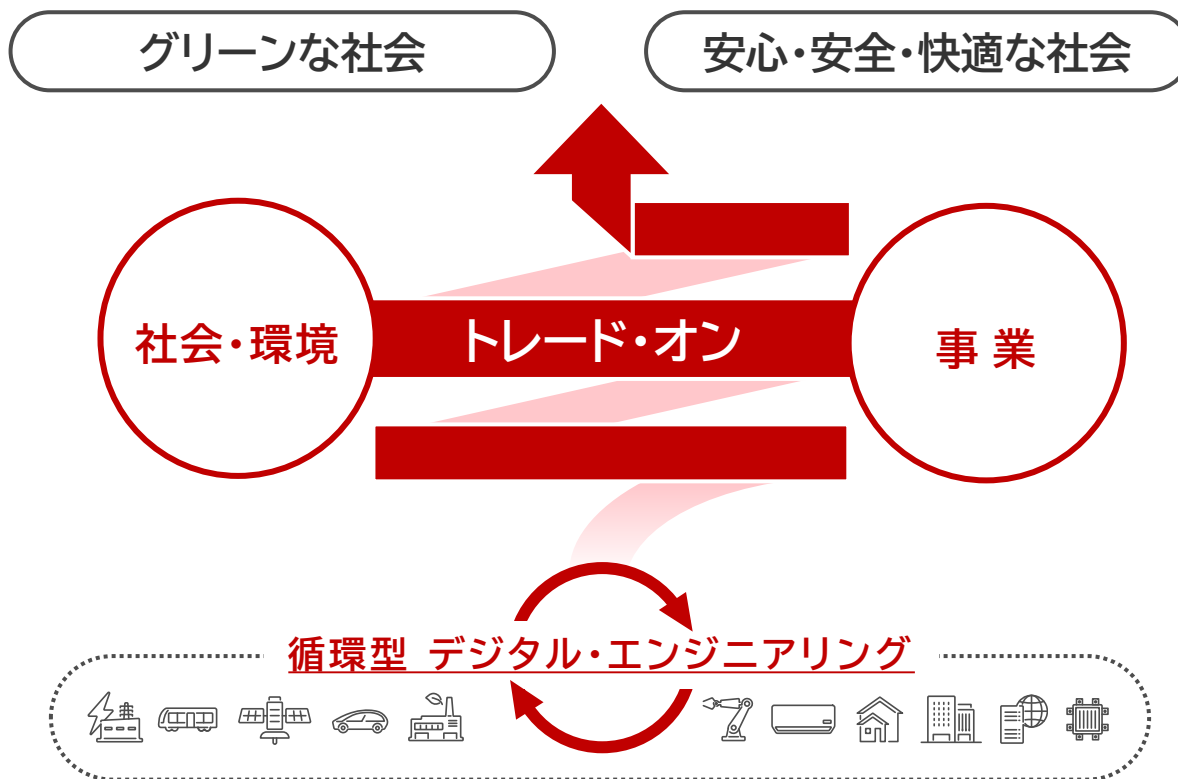 グリーンな社会
安心・安全・快適な社会
社会・環境
トレード・オン
事 業
循環型 デジタル・エンジニアリング